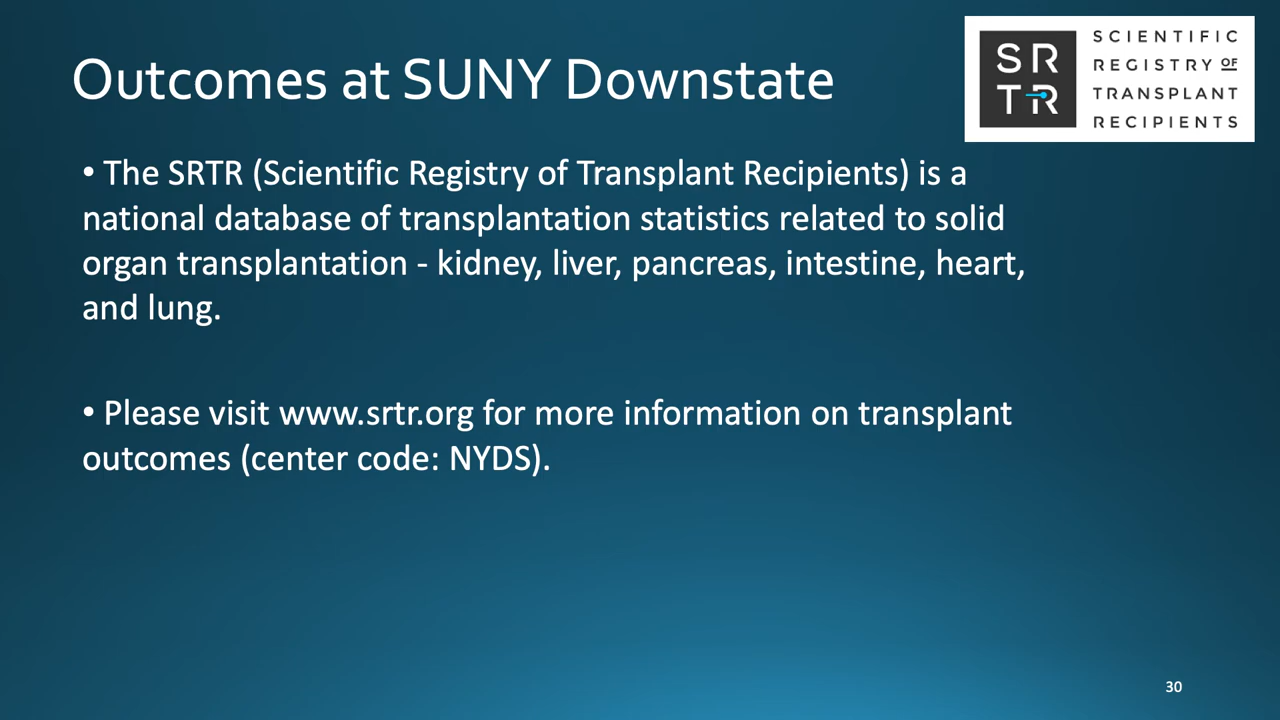 Outcomes at SUNY Downstate
SR
TR
SCIENTIFIC
REGISTRY OF
TRANSPLANT
RECIPIENTS
• The SRTR (Scientific Registry of Transplant Recipients) is a
national database of transplantation statistics related to solid
organ transplantation - kidney, liver, pancreas, intestine, heart,
and lung.
• Please visit www.srtr.org for more information on transplant
outcomes (center code: NYDS).
30